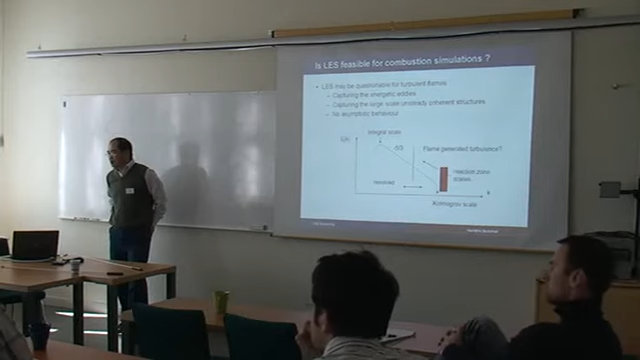 Is LES feasible for combustion simulations ?
• LES may be questionable for turbulent flames
– Capturing the energetic eddies
– Capturing the large scale unsteady coherent structures
– No asymptotic behaviour
Integral scale
-5/3
Flame generated turbulence?
reaction zone
scales
resolved
k
Kolmogrov scale